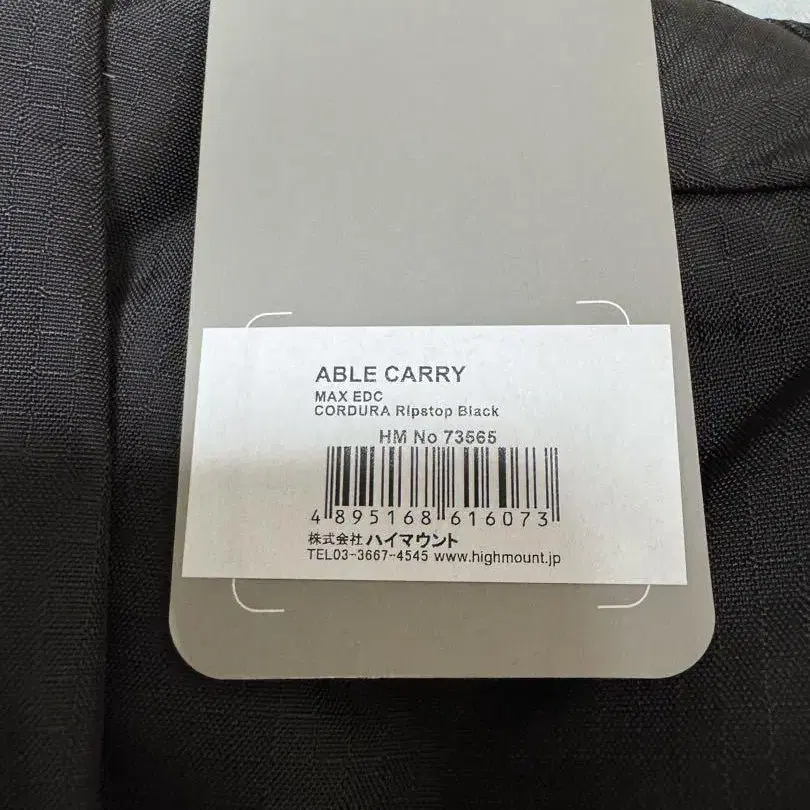 ABLE CARRY
MAX EDC
CORDURA Ripstop Black
HM No 73565
4 895168 616073
株式会社ハイマウント
TEL03-3667-4545 www.highmount.jp